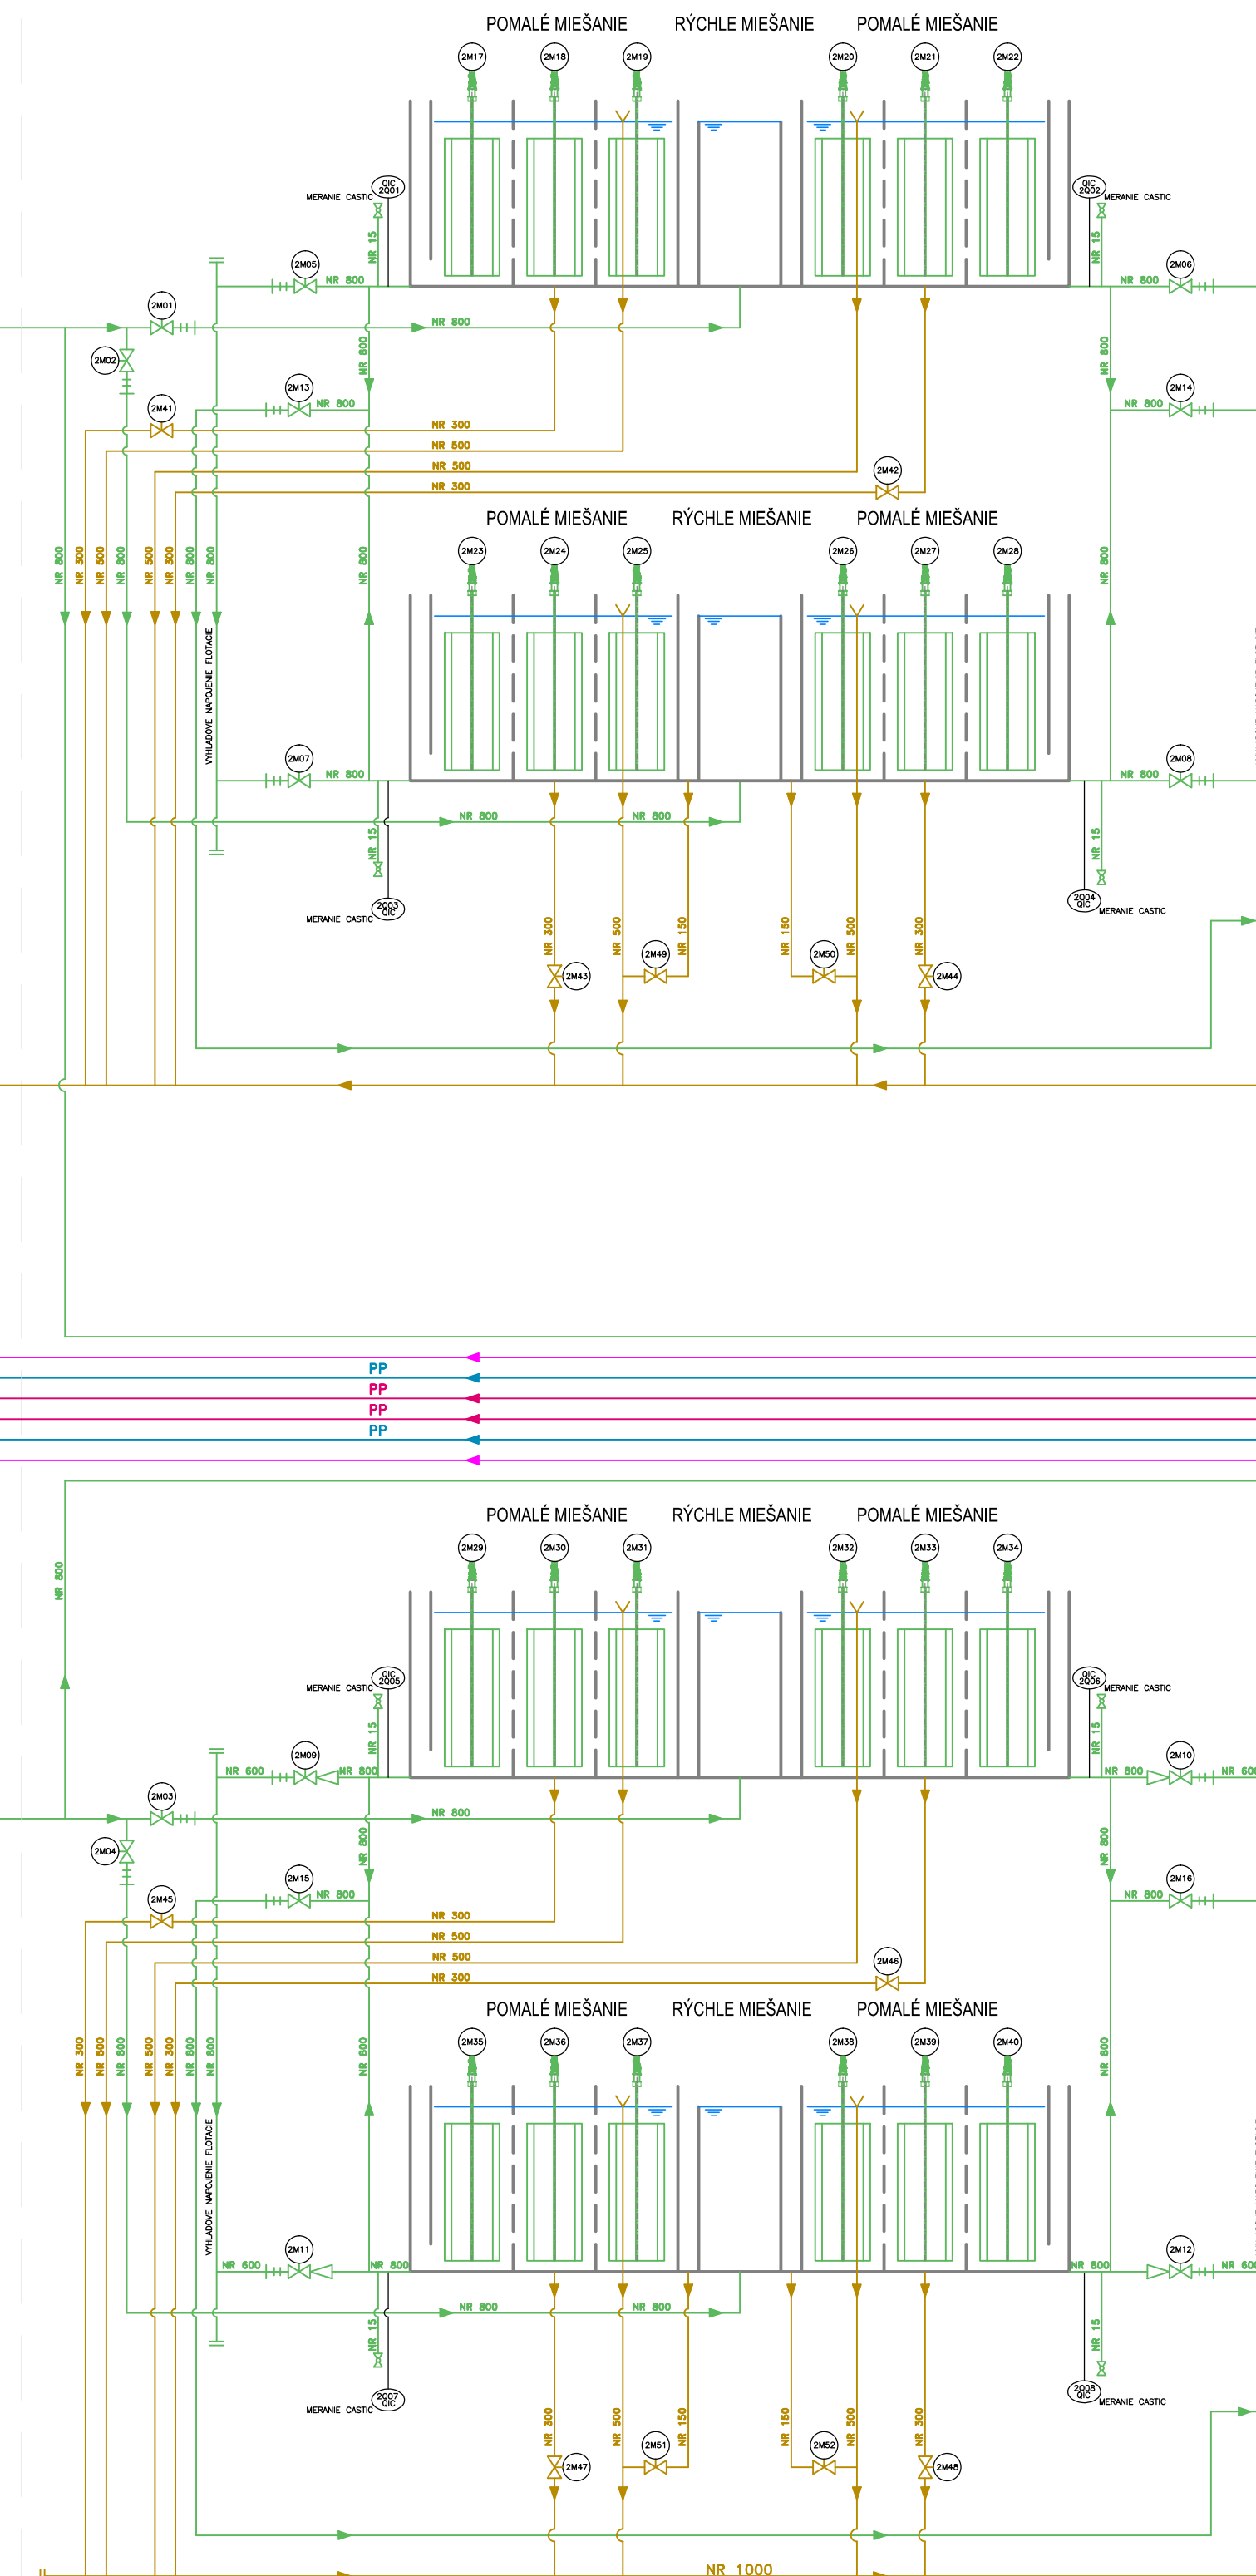 POMALÉ MIEŠANIE RÝCHLE MIEŠANIE POMALÉ MIEŠANIE
2M17 2M18 2M19 2M20 2M21 2M22
QIC 2Q01
MERANIE CASTIC
QIC 2Q02
MERANIE CASTIC
NR 15
NR 15
2M05
NR 800
NR 800
2M06
2M01
NR 800
2M02
NR 800
NR 800
2M13
NR 800
NR 800
2M14
2M41
NR 300
NR 500
NR 500
2M42
NR 300
POMALÉ MIEŠANIE RÝCHLE MIEŠANIE POMALÉ MIEŠANIE
2M23 2M24 2M25 2M26 2M27 2M28
NR 800
NR 300
NR 500
NR 800
NR 500
NR 300
NR 800
NR 800
NR 800
NR 800
VYHLADOVE NAPOJENIE FLOTACIE
2M07
NR 800
NR 800
2M08
NR 800
NR 800
NR 15
NR 15
2Q03 QIC
MERANIE CASTIC
2Q04 QIC
MERANIE CASTIC
NR 300
NR 500
NR 150
NR 150
NR 500
NR 300
2M43
2M49
2M50
2M44
PP
PP
PP
PP
POMALÉ MIEŠANIE RÝCHLE MIEŠANIE POMALÉ MIEŠANIE
2M29 2M30 2M31 2M32 2M33 2M34
NR 800
QIC 2Q05
MERANIE CASTIC
QIC 2Q06
MERANIE CASTIC
NR 15
NR 15
2M09
NR 600
NR 800
NR 800
2M10
NR 600
2M03
NR 800
2M04
NR 800
NR 800
2M15
NR 800
NR 800
2M16
2M45
NR 300
NR 500
NR 500
2M46
NR 300
POMALÉ MIEŠANIE RÝCHLE MIEŠANIE POMALÉ MIEŠANIE
2M35 2M36 2M37 2M38 2M39 2M40
NR 300
NR 500
NR 800
NR 500
NR 300
NR 800
NR 800
NR 800
NR 800
VYHLADOVE NAPOJENIE FLOTACIE
2M11
NR 600
NR 800
NR 800
2M12
NR 600
NR 800
NR 800
NR 15
NR 15
2Q07 QIC
MERANIE CASTIC
2Q08 QIC
MERANIE CASTIC
NR 300
NR 500
NR 150
NR 150
NR 500
NR 300
2M47
2M51
2M52
2M48
NR 1000